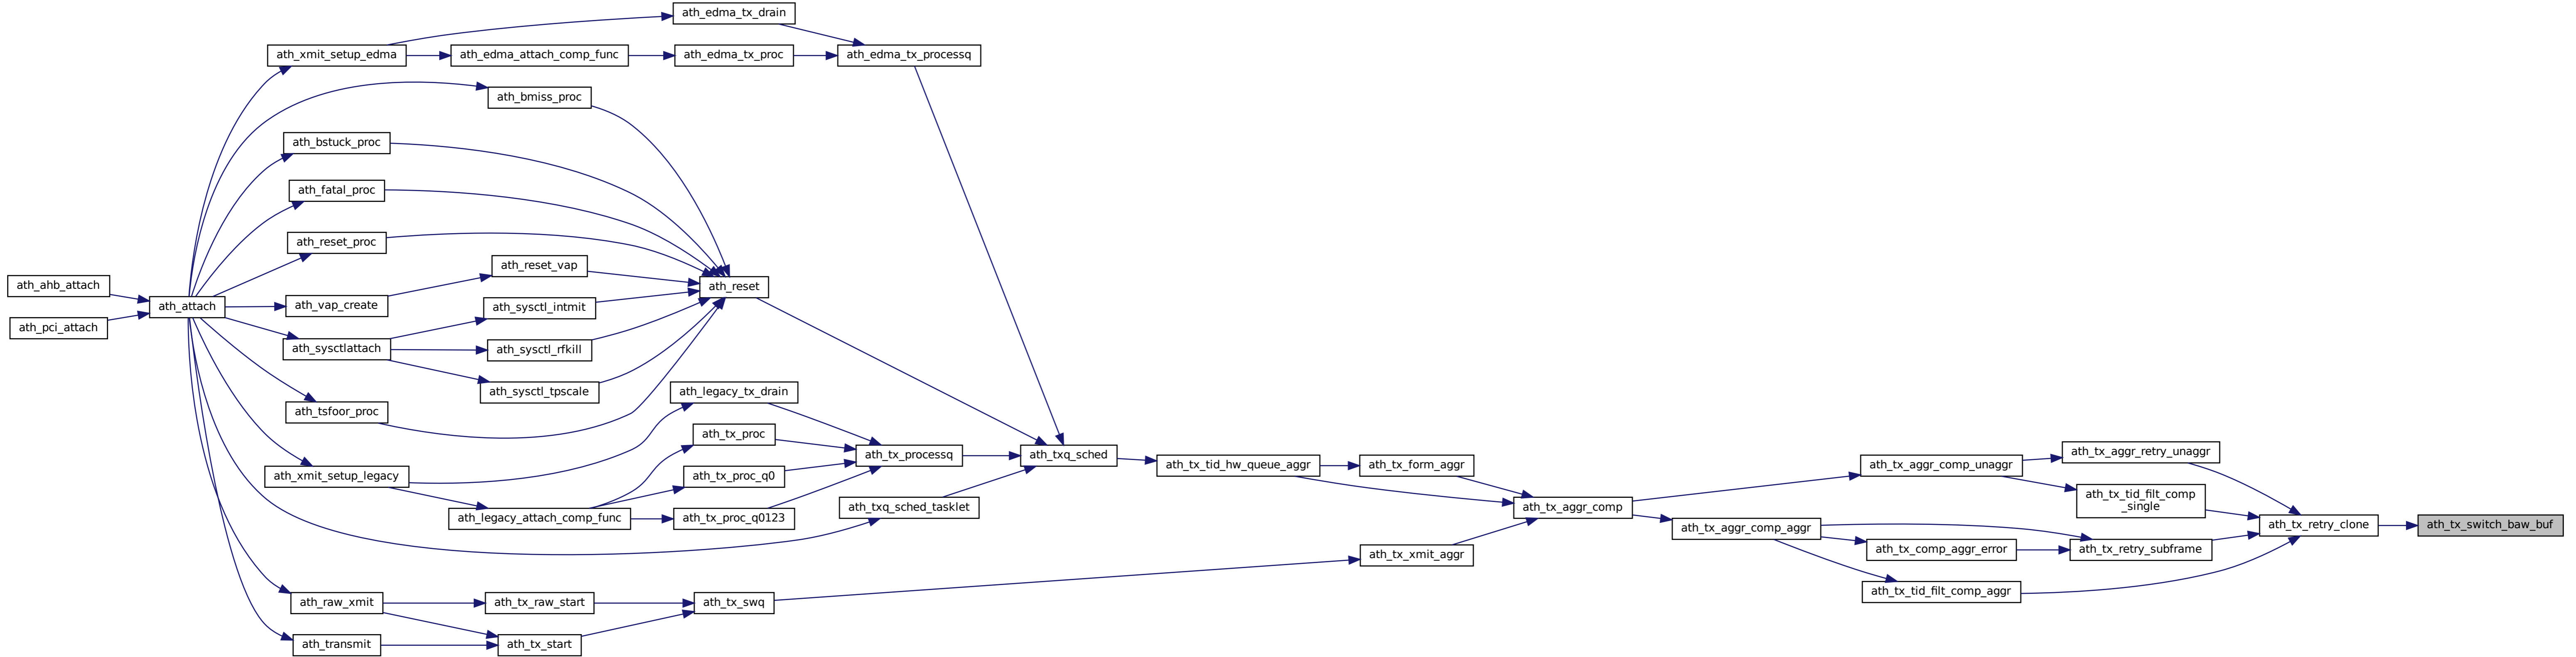 ath_edma_tx_drain
ath_xmit_setup_edma
ath_edma_attach_comp_func
ath_edma_tx_proc
ath_edma_tx_processq
ath_bmiss_proc
ath_bstuck_proc
ath_fatal_proc
ath_reset_proc
ath_reset_vap
ath_ahb_attach
ath_attach
ath_vap_create
ath_sysctl_intmit
ath_reset
ath_pci_attach
ath_sysctlattach
ath_sysctl_rfkill
ath_sysctl_tpscale
ath_tsfoor_proc
ath_legacy_tx_drain
ath_tx_proc
ath_tx_processq
ath_txq_sched
ath_tx_tid_hw_queue_aggr
ath_tx_form_aggr
ath_tx_aggr_comp_unaggr
ath_tx_aggr_retry_unaggr
ath_xmit_setup_legacy
ath_tx_proc_q0
ath_tx_tid_filt_comp
_single
ath_legacy_attach_comp_func
ath_tx_proc_q0123
ath_txq_sched_tasklet
ath_tx_aggr_comp
ath_tx_aggr_comp_aggr
ath_tx_retry_clone
ath_tx_switch_baw_buf
ath_tx_xmit_aggr
ath_tx_comp_aggr_error
ath_tx_retry_subframe
ath_tx_tid_filt_comp_aggr
ath_raw_xmit
ath_tx_raw_start
ath_tx_swq
ath_transmit
ath_tx_start